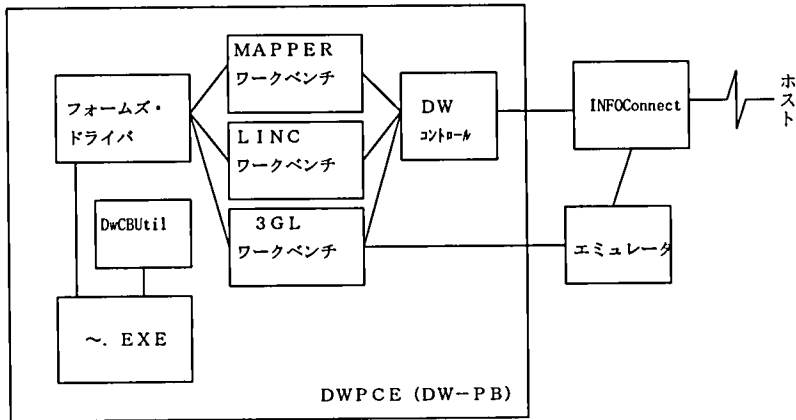 MAPPER
ワークベンチ
フォームズ・
ドライバ
DW
コントロール
INFOConnect
ホスト
LINC
ワークベンチ
DwCBUtil
3GL
ワークベンチ
エミュレータ
～. EXE
DWPCE (DW-PB)